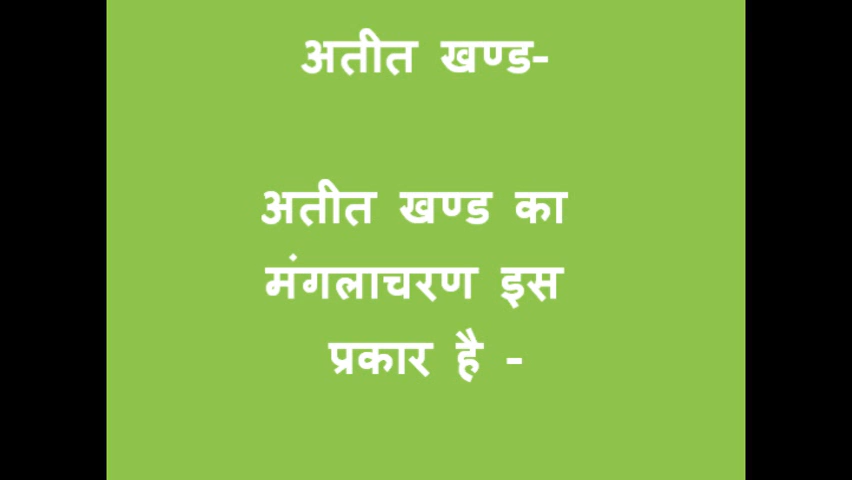 अतीत खण्ड-
अतीत खण्ड का
मंगलाचरण इस
प्रकार है -